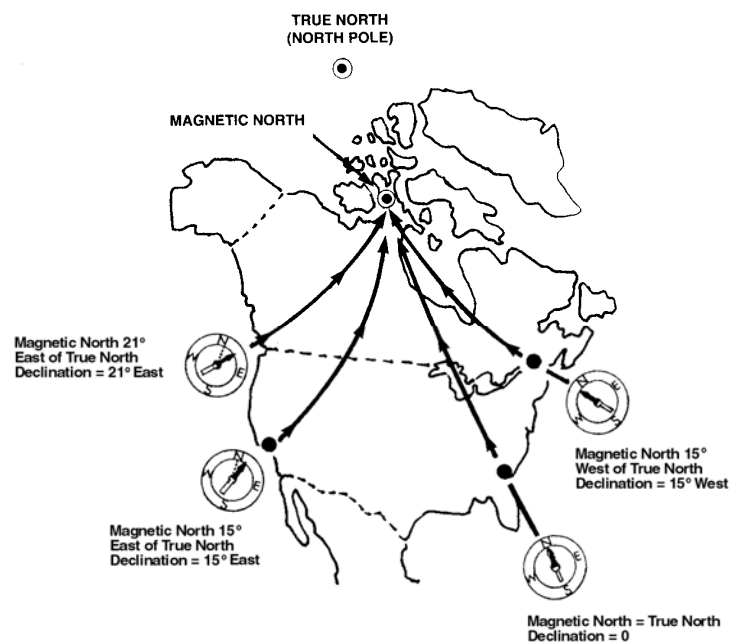 TRUE NORTH
(NORTH POLE)
MAGNETIC NORTH
Magnetic North 21°
East of True North
Declination = 21° East
N
E
S
W
Magnetic North 15°
East of True North
Declination = 15° East
N
E
S
W
Magnetic North 15°
West of True North
Declination = 15° West
N
E
S
Magnetic North = True North
Declination = 0
N
E
S
W